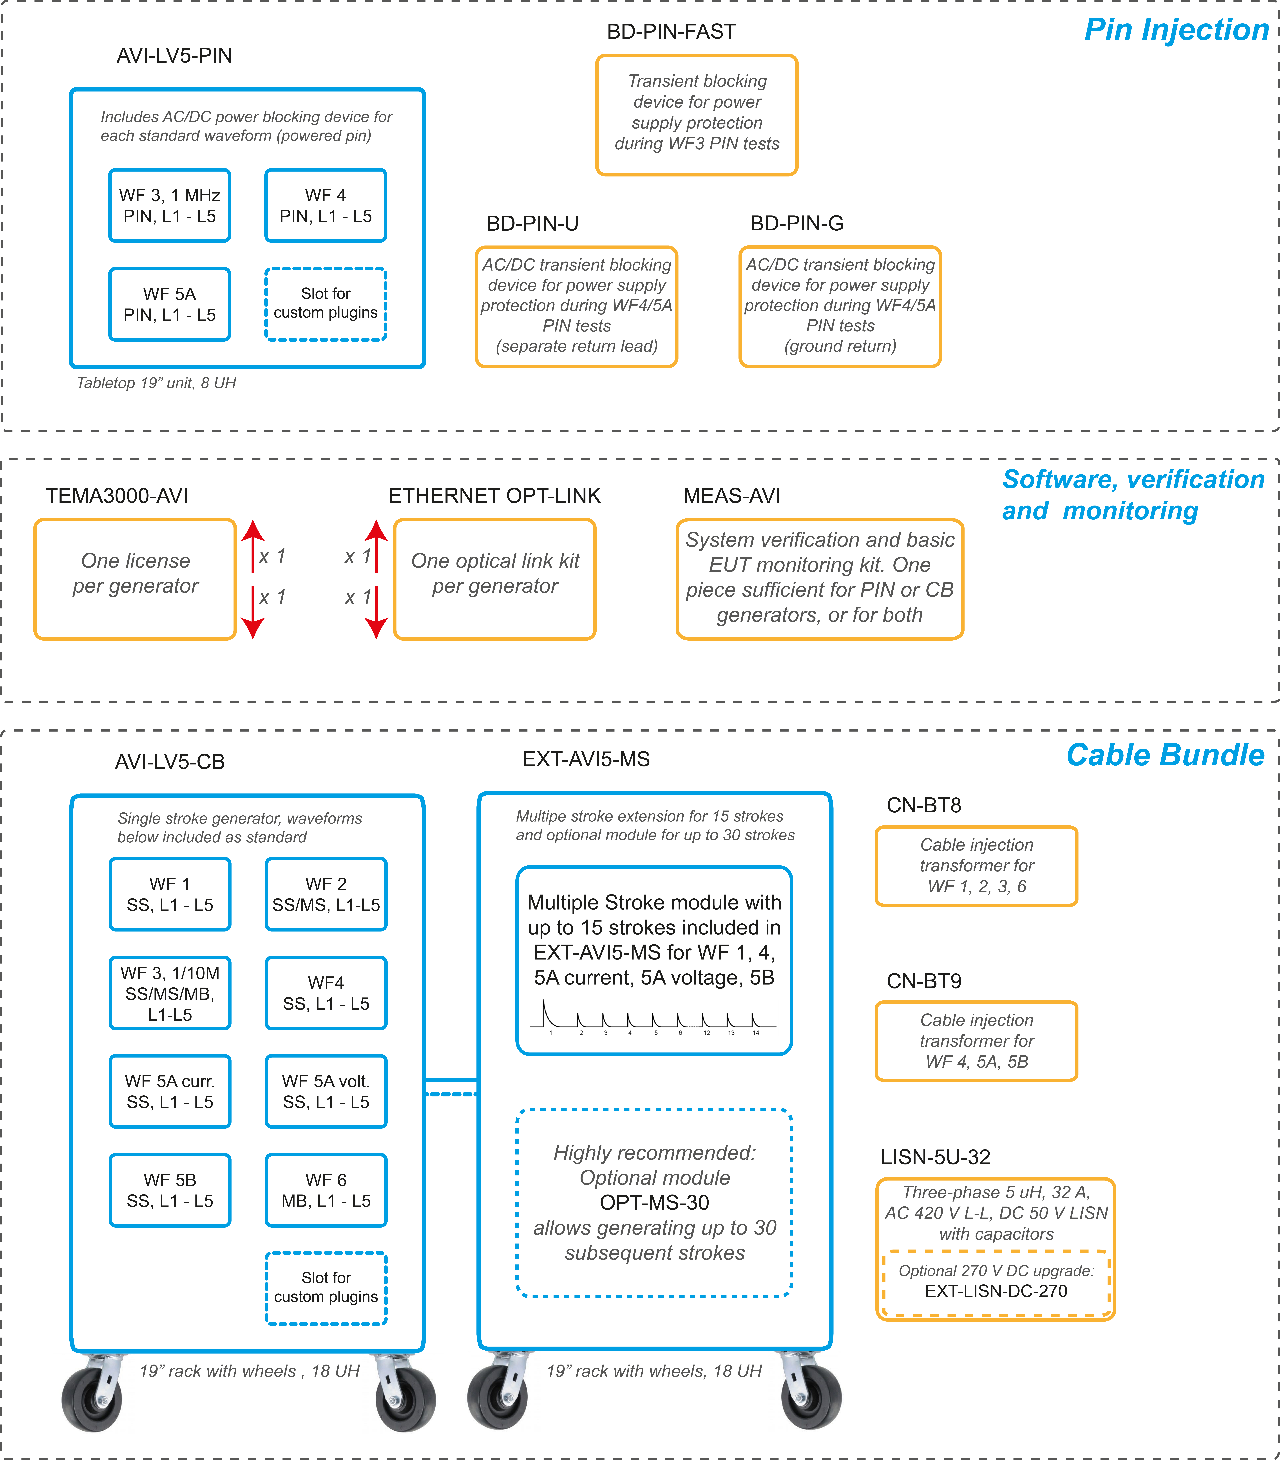 Pin Injection
AVI-LV5-PIN
Includes AC/DC power blocking device for
each standard waveform (powered pin)
WF 3, 1 MHz
PIN, L1 - L5
WF 4
PIN, L1 - L5
WF 5A
PIN, L1 - L5
Slot for
custom plugins
Tabletop 19” unit, 8 UH
BD-PIN-FAST
Transient blocking
device for power
supply protection
during WF3 PIN tests
BD-PIN-U
AC/DC transient blocking
device for power supply
protection during WF4/5A
PIN tests
(separate return lead)
BD-PIN-G
AC/DC transient blocking
device for power supply
protection during WF4/5A
PIN tests
(ground return)
Software, verification
and monitoring
TEMA3000-AVI
One license
per generator
x 1
x 1
ETHERNET OPT-LINK
x 1
x 1
One optical link kit
per generator
MEAS-AVI
System verification and basic
EUT monitoring kit. One
piece sufficient for PIN or CB
generators, or for both
Cable Bundle
AVI-LV5-CB
Single stroke generator, waveforms
below included as standard
WF 1
SS, L1 - L5
WF 2
SS/MS, L1-L5
WF 3, 1/10M
SS/MS/MB,
L1-L5
WF4
SS, L1 - L5
WF 5A curr.
SS, L1 - L5
WF 5A volt.
SS, L1 - L5
WF 5B
SS, L1 - L5
WF 6
MB, L1 - L5
Slot for
custom plugins
19” rack with wheels , 18 UH
EXT-AVI5-MS
Multipe stroke extension for 15 strokes
and optional module for up to 30 strokes
Multiple Stroke module with
up to 15 strokes included in
EXT-AVI5-MS for WF 1, 4,
5A current, 5A voltage, 5B
Highly recommended:
Optional module
OPT-MS-30
allows generating up to 30
subsequent strokes
19” rack with wheels, 18 UH
CN-BT8
Cable injection
transformer for
WF 1, 2, 3, 6
CN-BT9
Cable injection
transformer for
WF 4, 5A, 5B
LISN-5U-32
Three-phase 5 uH, 32 A,
AC 420 V L-L, DC 50 V LISN
with capacitors
Optional 270 V DC upgrade:
EXT-LISN-DC-270